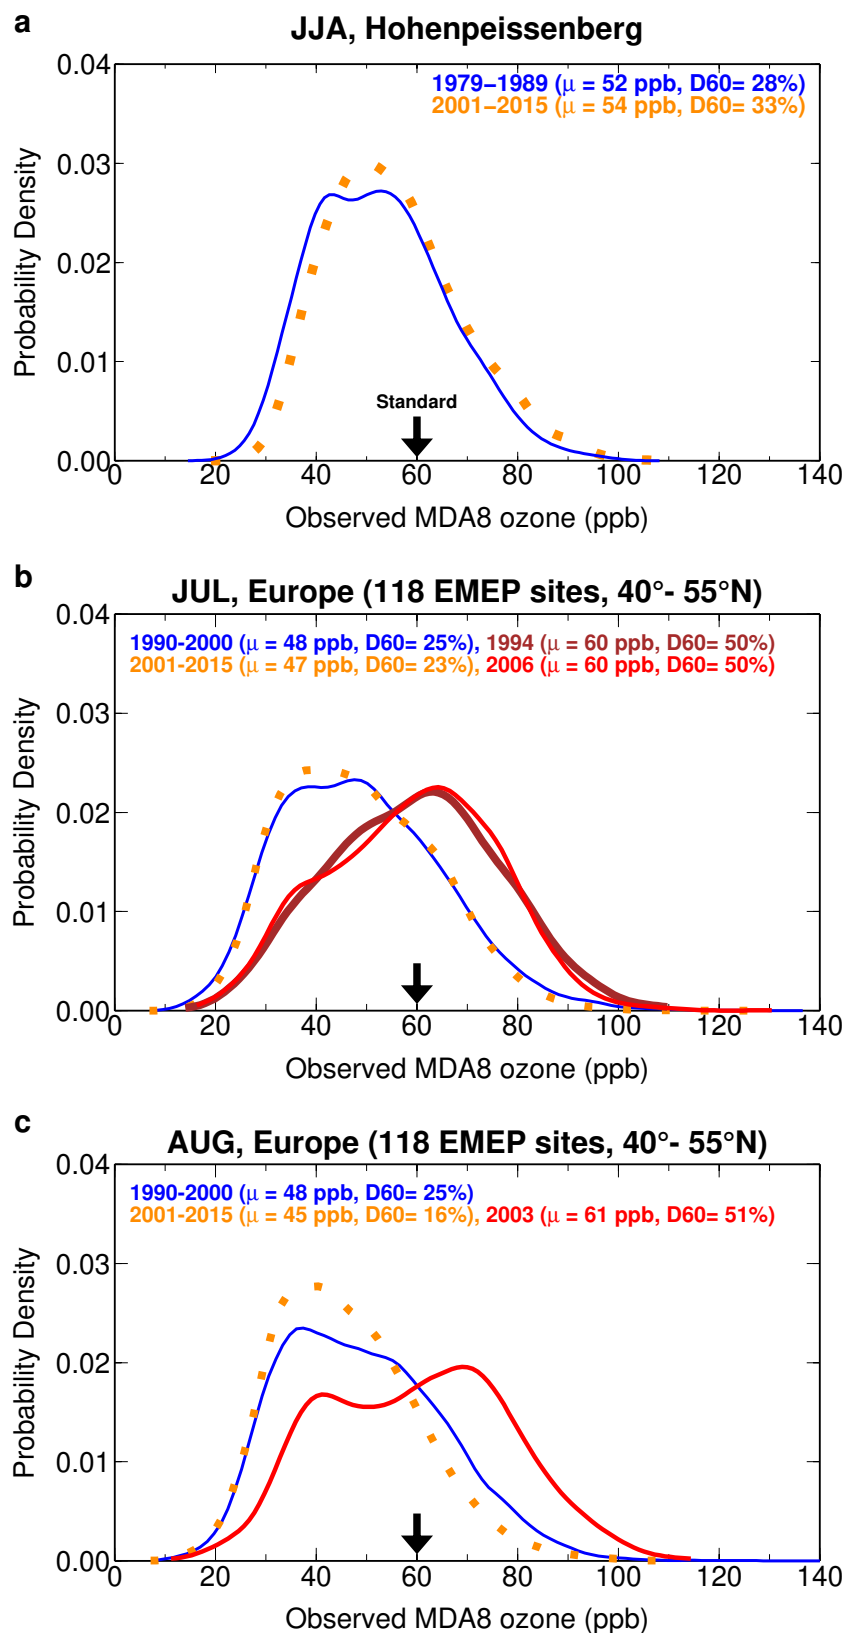 a
JJA, Hohenpeissenberg
1979−1989 (μ = 52 ppb, D60= 28%)
2001−2015 (μ = 54 ppb, D60= 33%)
0.04
0.03
0.02
0.01
0.00
Probability Density
Standard
0 20 40 60 80 100 120 140
Observed MDA8 ozone (ppb)
b
JUL, Europe (118 EMEP sites, 40°- 55°N)
1990-2000 (μ = 48 ppb, D60= 25%), 1994 (μ = 60 ppb, D60= 50%)
2001-2015 (μ = 47 ppb, D60= 23%), 2006 (μ = 60 ppb, D60= 50%)
0.04
0.03
0.02
0.01
0.00
Probability Density
0 20 40 60 80 100 120 140
Observed MDA8 ozone (ppb)
c
AUG, Europe (118 EMEP sites, 40°- 55°N)
1990-2000 (μ = 48 ppb, D60= 25%)
2001-2015 (μ = 45 ppb, D60= 16%), 2003 (μ = 61 ppb, D60= 51%)
0.04
0.03
0.02
0.01
0.00
Probability Density
0 20 40 60 80 100 120 140
Observed MDA8 ozone (ppb)